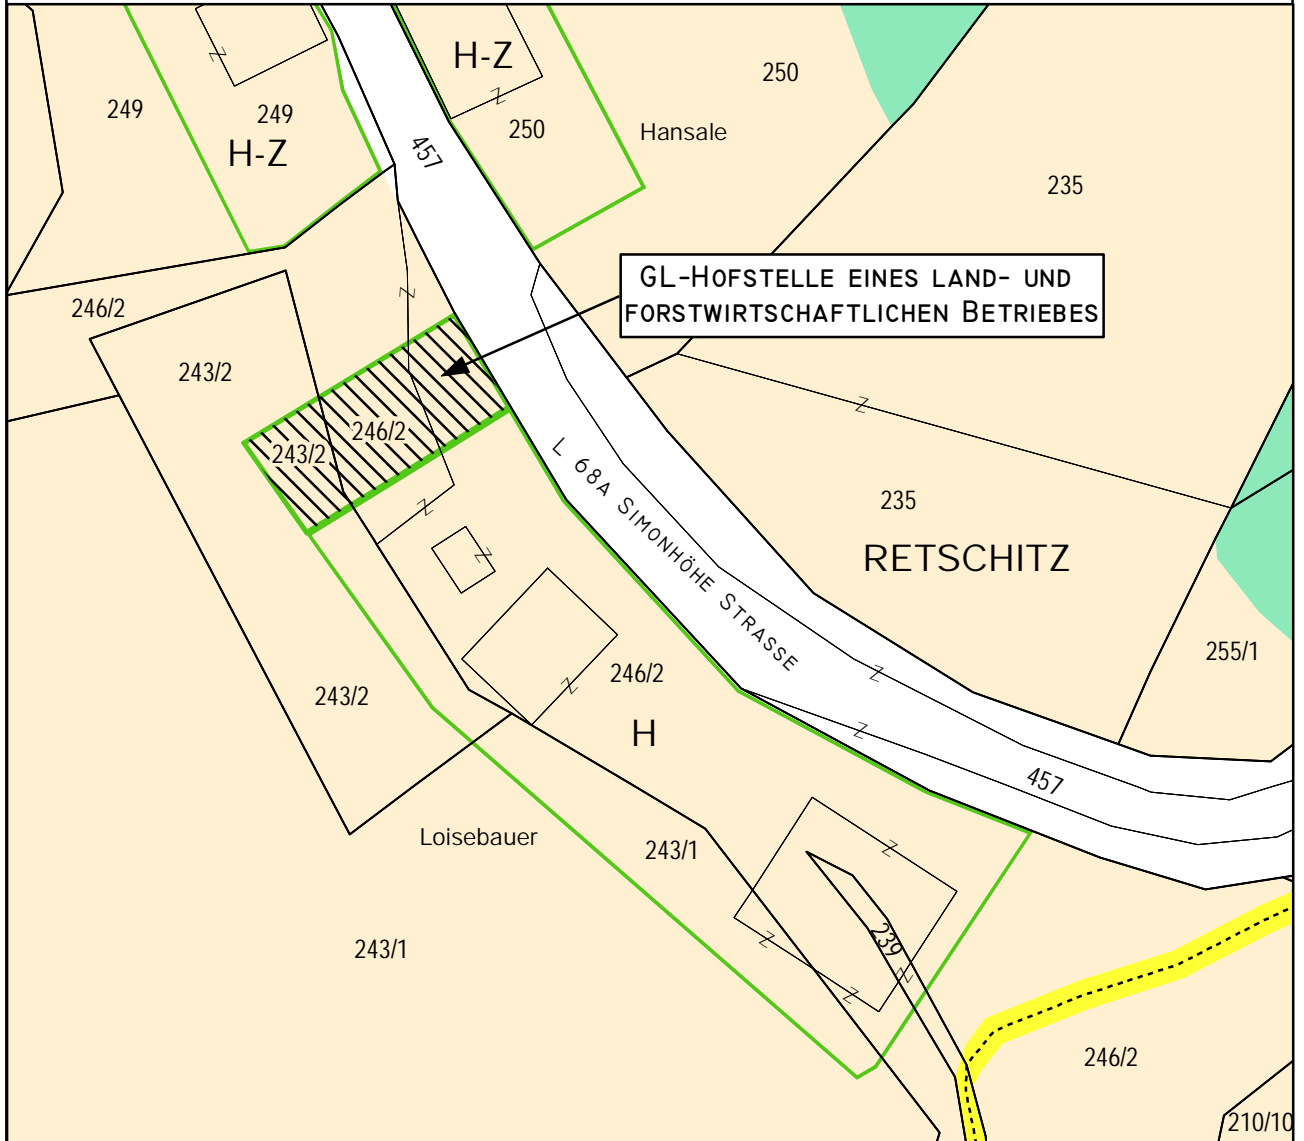 H-Z
250
249
249
250
Hansale
H-Z
457
235
GL-HOFSTELLE EINES LAND- UND
FORSTWIRTSCHAFTLICHEN BETRIEBES
246/2
243/2
246/2
243/2
L 68A SIMONHÖHE STRASSE
235
RETSCHITZ
255/1
246/2
243/2
H
457
Loisebauer
243/1
239
243/1
246/2
210/10